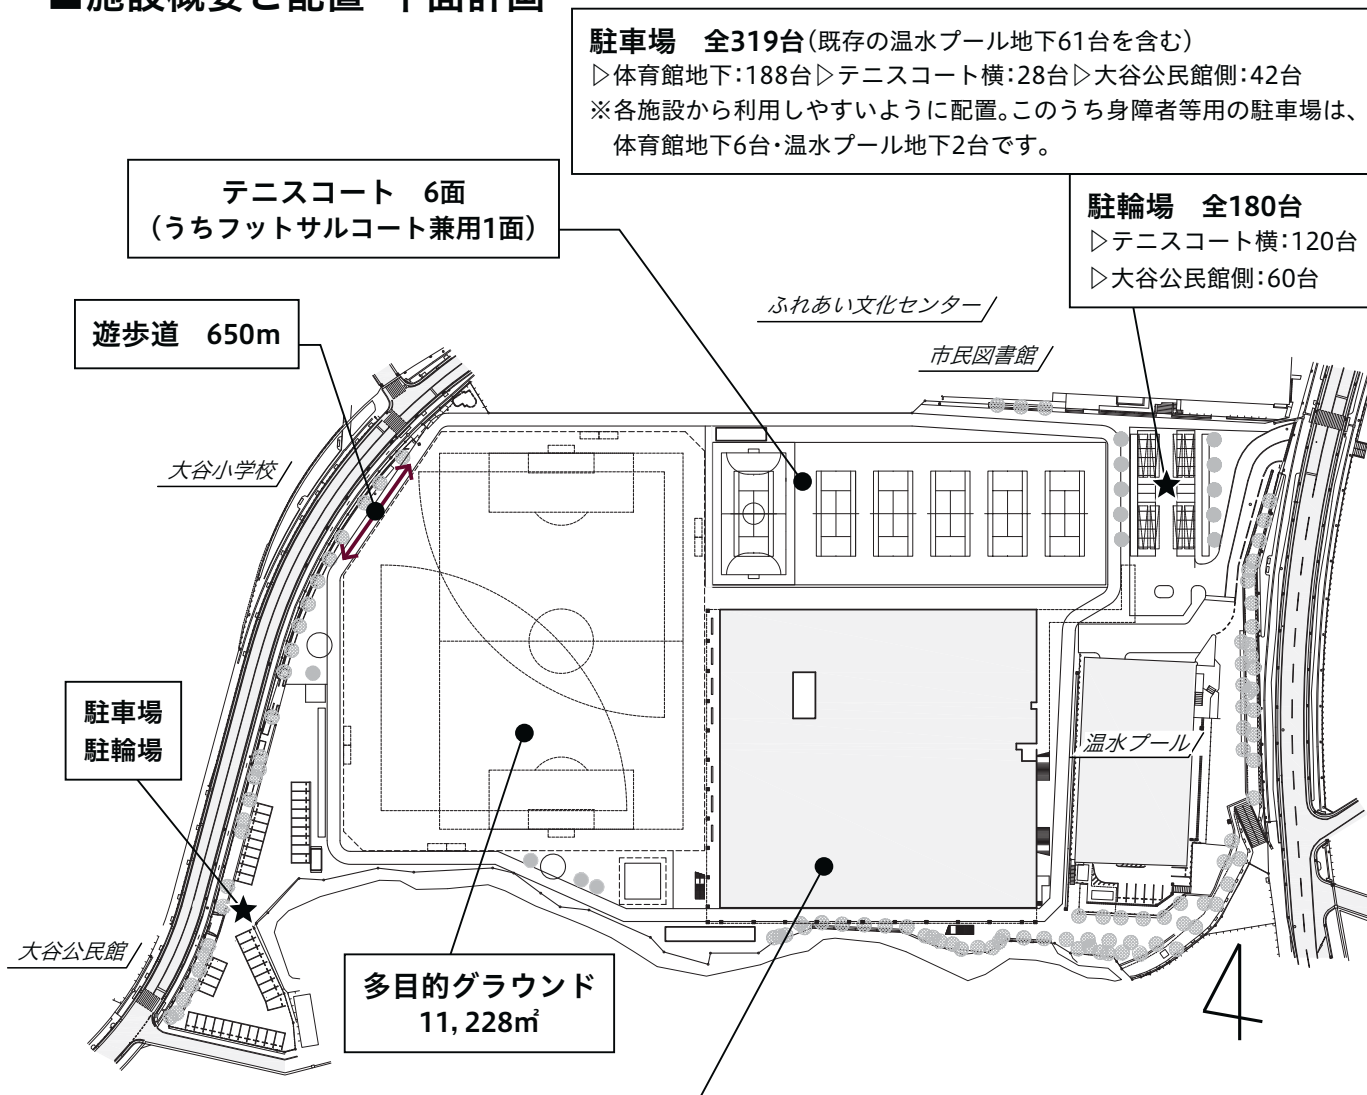 ■施設概要と配置・平面計画
駐車場　全319台(既存の温水プール地下61台を含む)
▷体育館地下:188台▷テニスコート横:28台▷大谷公民館側:42台
※各施設から利用しやすいように配置。このうち身障者等用の駐車場は、
体育館地下6台・温水プール地下2台です。
テニスコート　6面
(うちフットサルコート兼用1面)
駐輪場　全180台
▷テニスコート横:120台
▷大谷公民館側:60台
ふれあい文化センター
遊歩道　650m
市民図書館
大谷小学校
駐車場
駐輪場
温水プール
大谷公民館
多目的グラウンド
11,228㎡